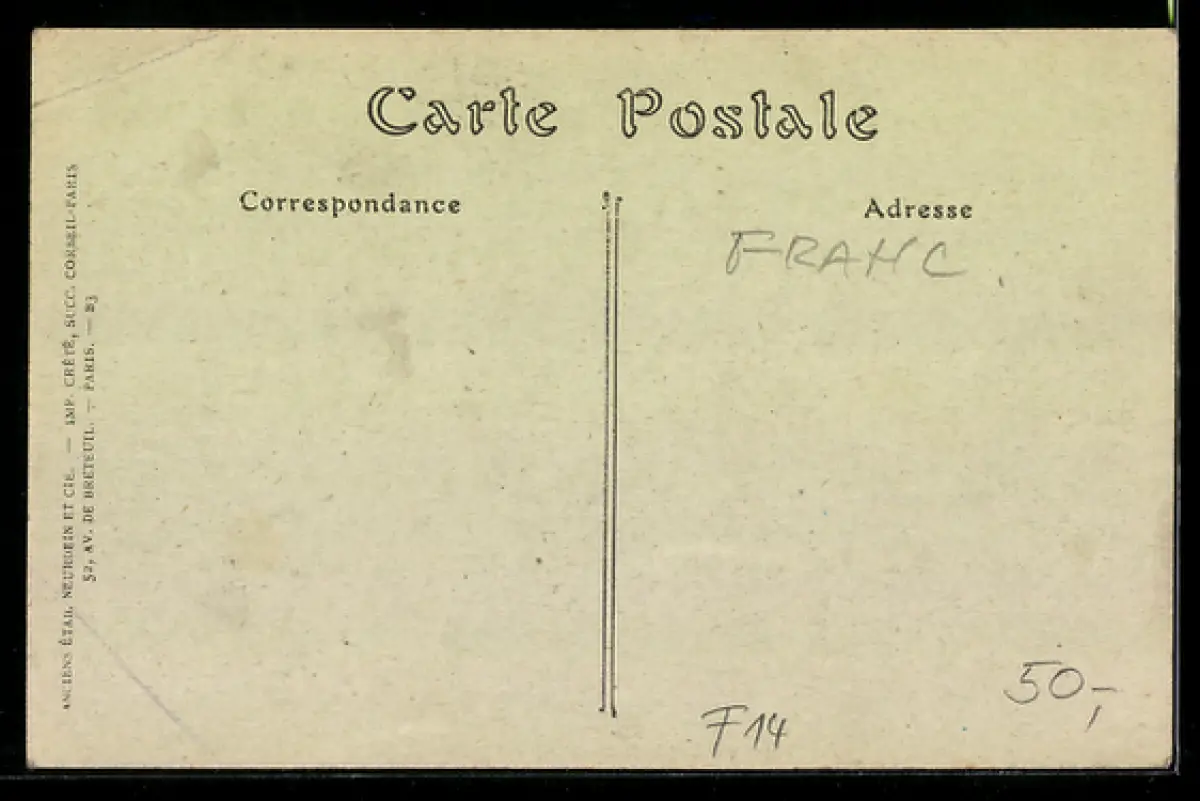 Carte Postale
Correspondance
Adresse
FRANC.
ANCIENS ÉTAB. NEURDEIN ET CIE. — IMP. CRÉTÉ, SUCC. CORBEIL-PARIS
52, AV. DE BRETEUIL. — PARIS. — B3
50,-
F14